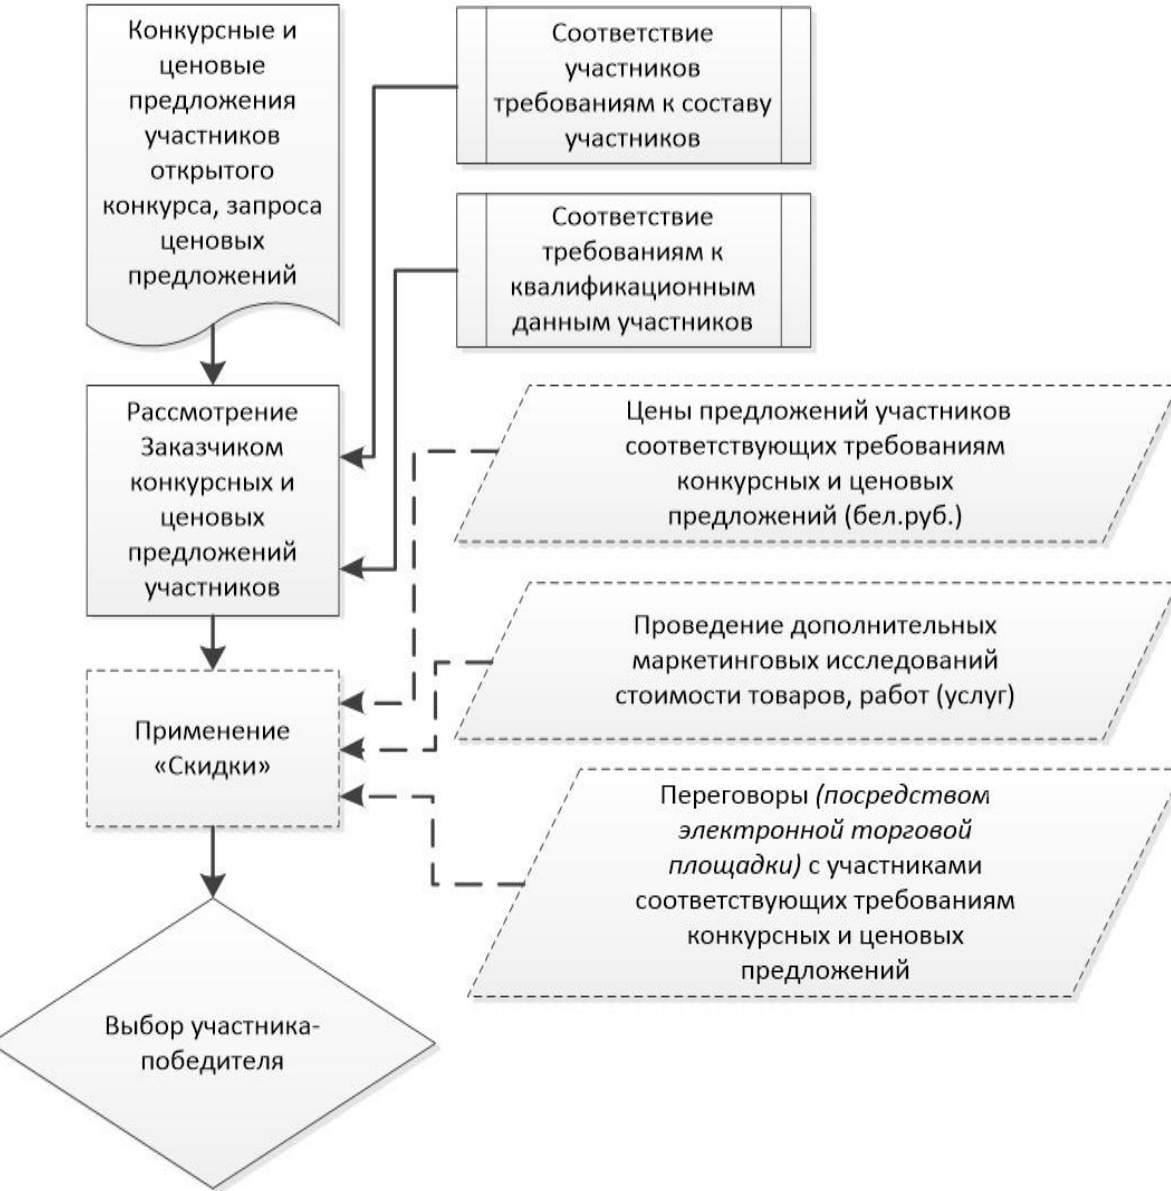 Конкурсные и
ценовые
предложения
участников
открытого
конкурса, запроса
ценовых
предложений
Соответствие
участников
требованиям к составу
участников
Соответствие
требованиям к
квалификационным
данным участников
Рассмотрение
Заказчиком
конкурсных и
ценовых
предложений
участников
Цены предложений участников
соответствующих требованиям
конкурсных и ценовых
предложений (бел.руб.)
Проведение дополнительных
маркетинговых исследований
стоимости товаров, работ (услуг)
Применение
«Скидки»
Переговоры (посредством
электронной торговой
площадки) с участниками
соответствующих требованиям
конкурсных и ценовых
предложений
Выбор участника-
победителя